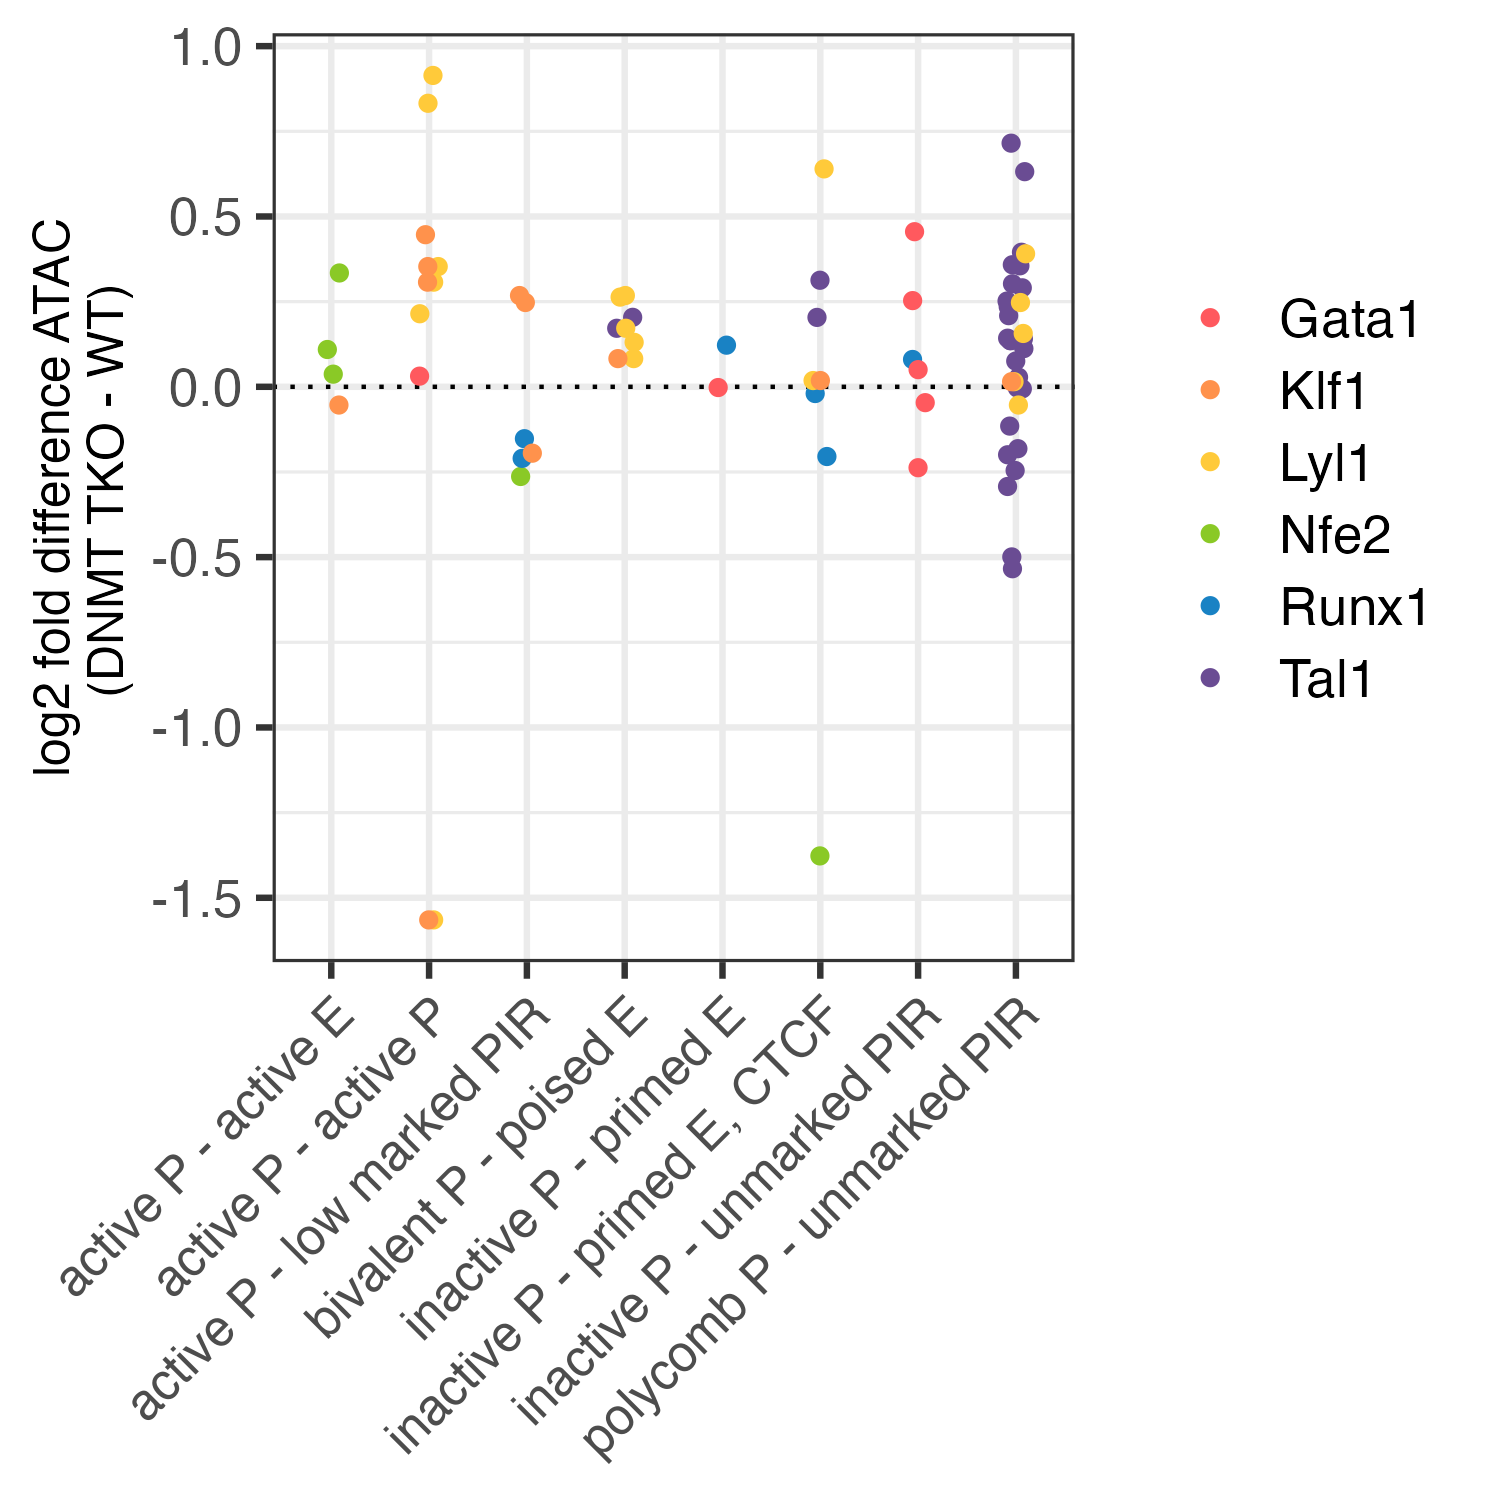 log2 fold difference ATAC
(DNMT TKO - WT)
1.0
0.5
0.0
-0.5
-1.0
-1.5
active P - active E
active P - active P
active P - low marked PIR
bivalent P - poised E
inactive P - primed E
inactive P - primed E, CTCF
inactive P - unmarked PIR
polycomb P - unmarked PIR
Gata1
Klf1
Lyl1
Nfe2
Runx1
Tal1